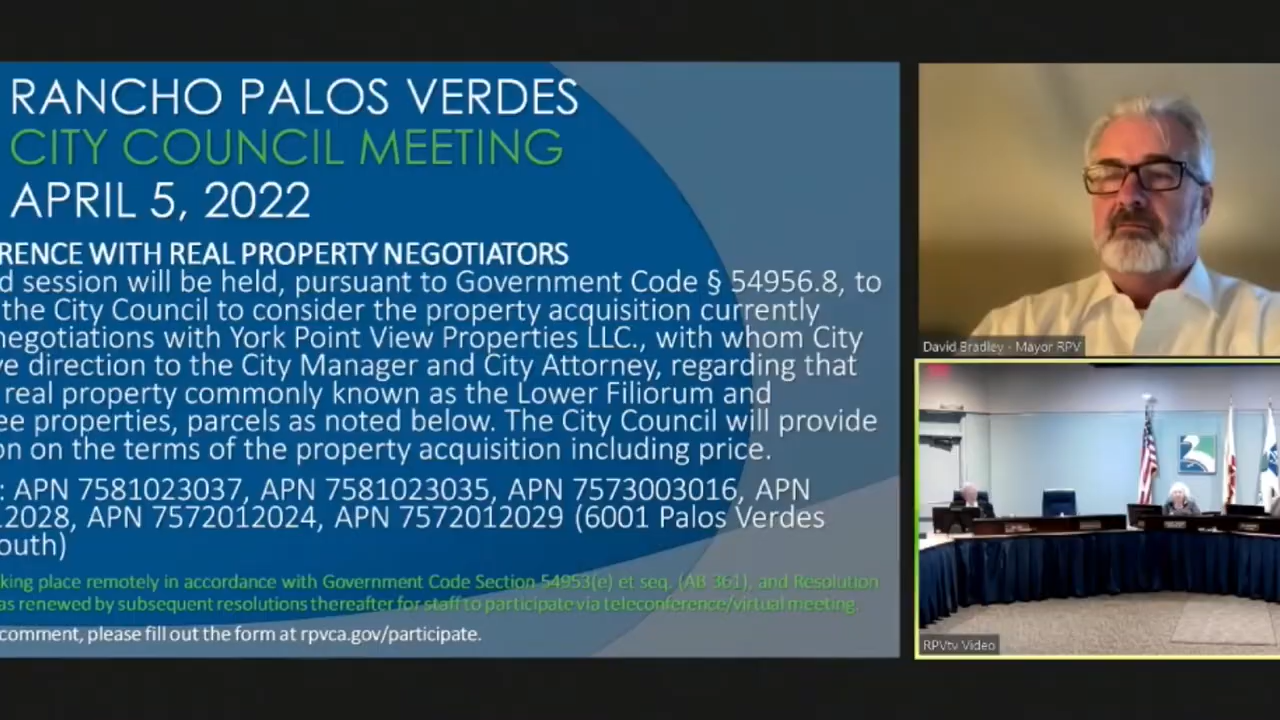 RANCHO PALOS VERDES
CITY COUNCIL MEETING
APRIL 5, 2022
RENCE WITH REAL PROPERTY NEGOTIATORS
d session will be held, pursuant to Government Code § 54956.8, to
the City Council to consider the property acquisition currently
negotiations with York Point View Properties LLC., with whom City
ve direction to the City Manager and City Attorney, regarding that
real property commonly known as the Lower Filiorum and
ee properties, parcels as noted below. The City Council will provide
on on the terms of the property acquisition including price.
: APN 7581023037, APN 7581023035, APN 7573003016, APN
12028, APN 7572012024, APN 7572012029 (6001 Palos Verdes
outh)
king place remotely in accordance with Government Code Section 54953(e) et seq. (AB 361), and Resolution
as renewed by subsequent resolutions thereafter for staff to participate via teleconference/virtual meeting.
comment, please fill out the form at rpvca.gov/participate.
David Bradley - Mayor RPV
RPVtv Video